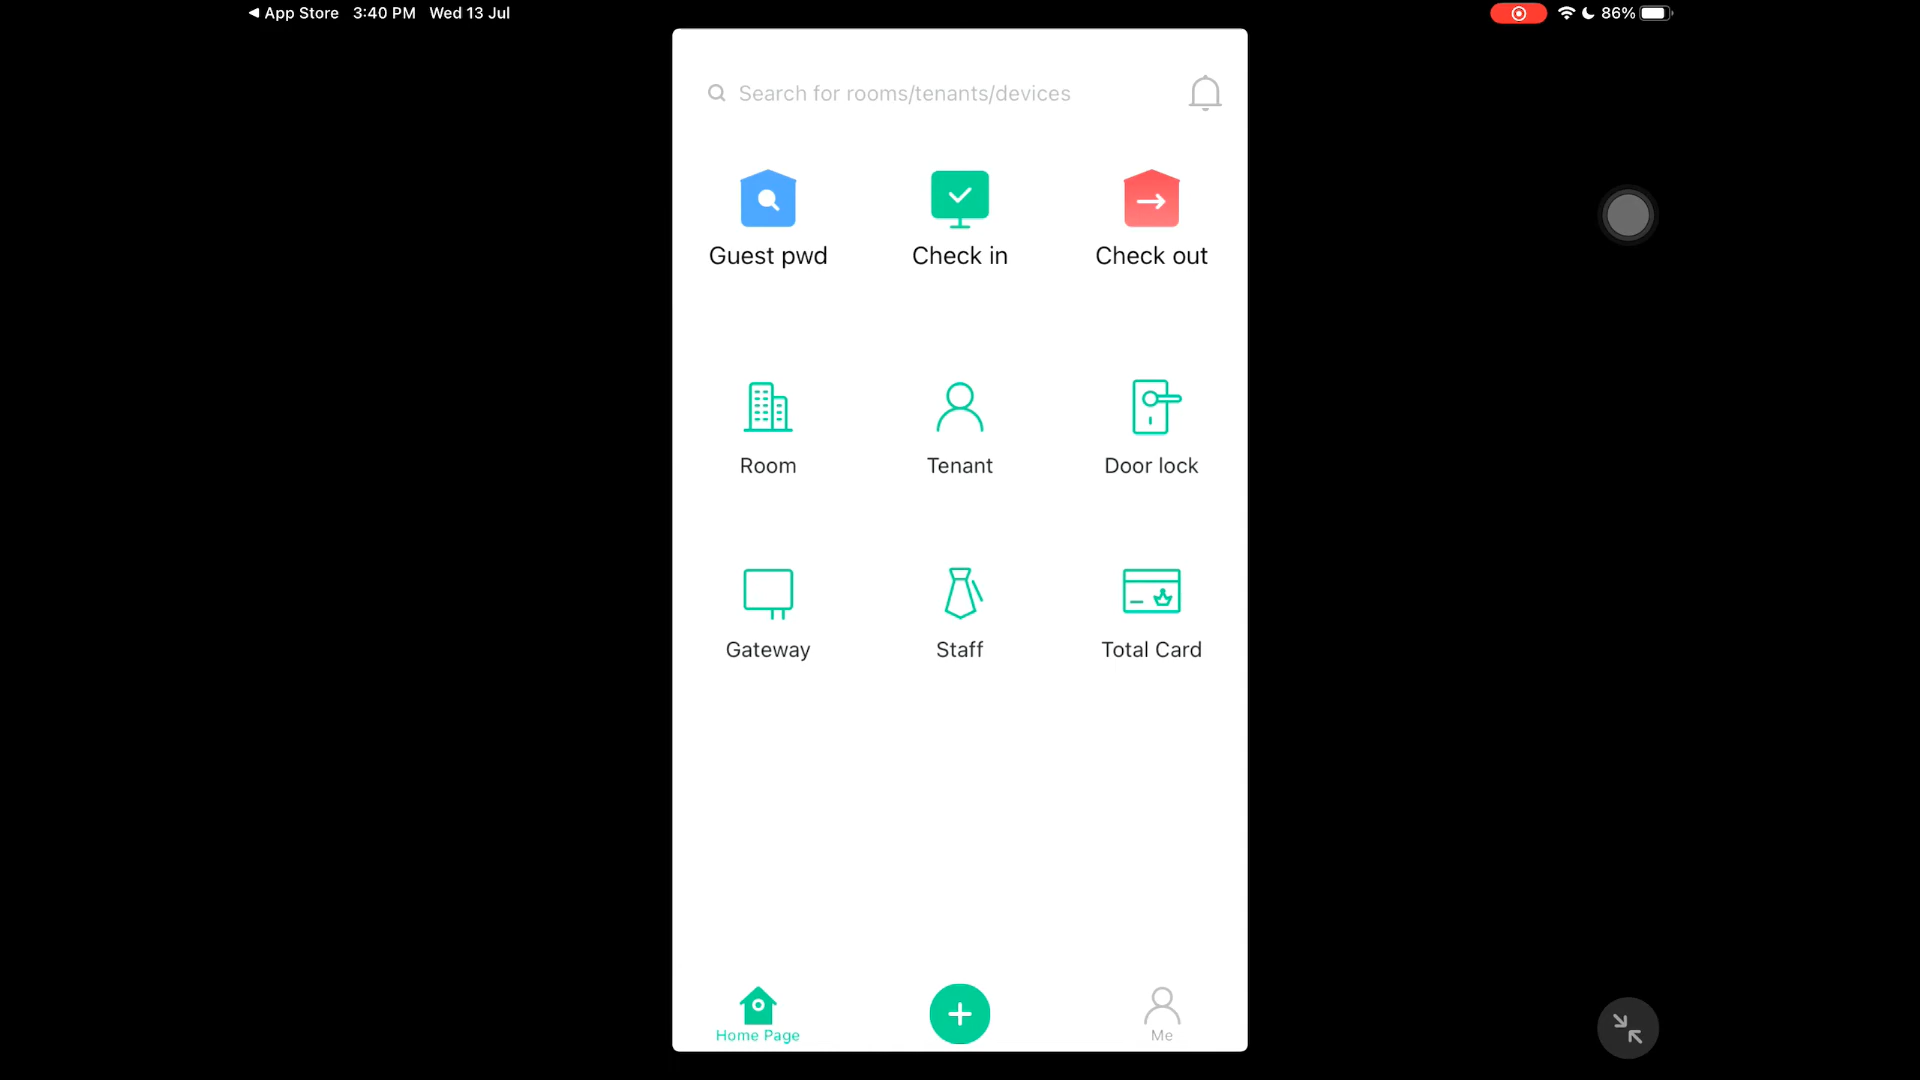 ◀ App Store 3:40 PM Wed 13 Jul
86%
Search for rooms/tenants/devices
Guest pwd
Check in
Check out
Room
Tenant
Door lock
Gateway
Staff
Total Card
Home Page
Me